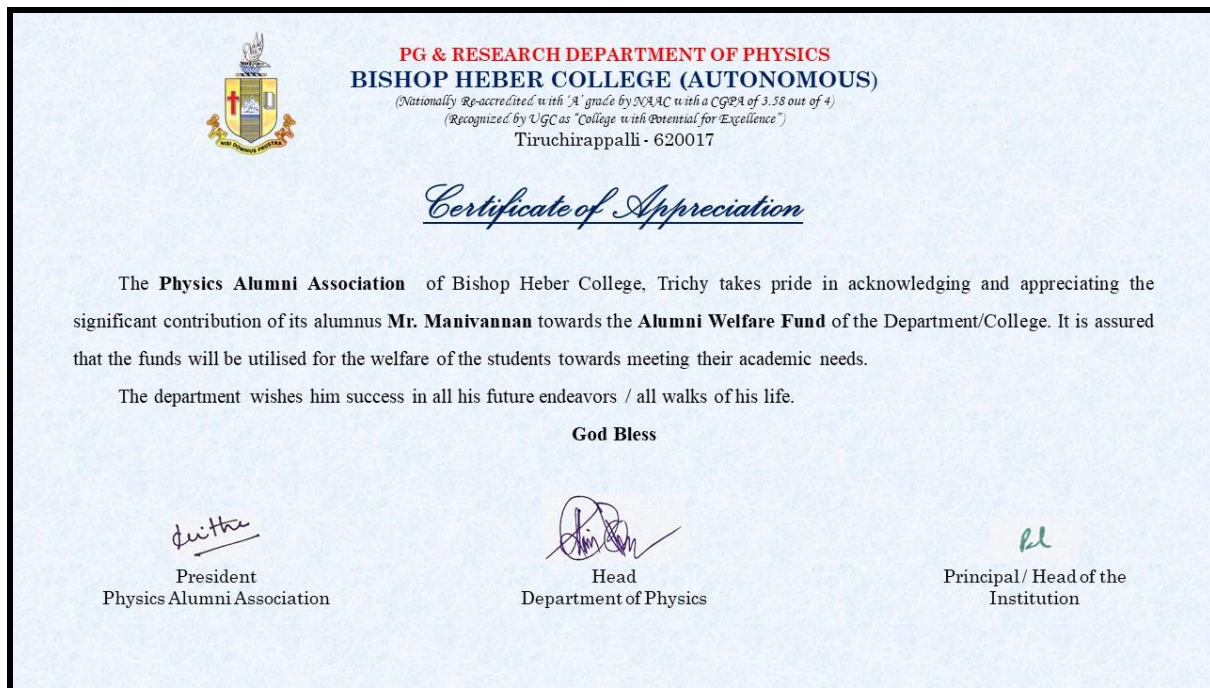 PG & RESEARCH DEPARTMENT OF PHYSICS
BISHOP HEBER COLLEGE (AUTONOMOUS)
(Nationally Re-accredited with 'A' grade by NAAC with a CGPA of 3.58 out of 4)
(Recognized by UGC as "College with Potential for Excellence")
Tiruchirappalli - 620017
NISI DOMINUS FRUSTRA
Certificate of Appreciation
The Physics Alumni Association of Bishop Heber College, Trichy takes pride in acknowledging and appreciating the
significant contribution of its alumnus Mr. Manivannan towards the Alumni Welfare Fund of the Department/College. It is assured
that the funds will be utilised for the welfare of the students towards meeting their academic needs.
The department wishes him success in all his future endeavors / all walks of his life.
God Bless
President
Physics Alumni Association
Head
Department of Physics
Principal / Head of the
Institution